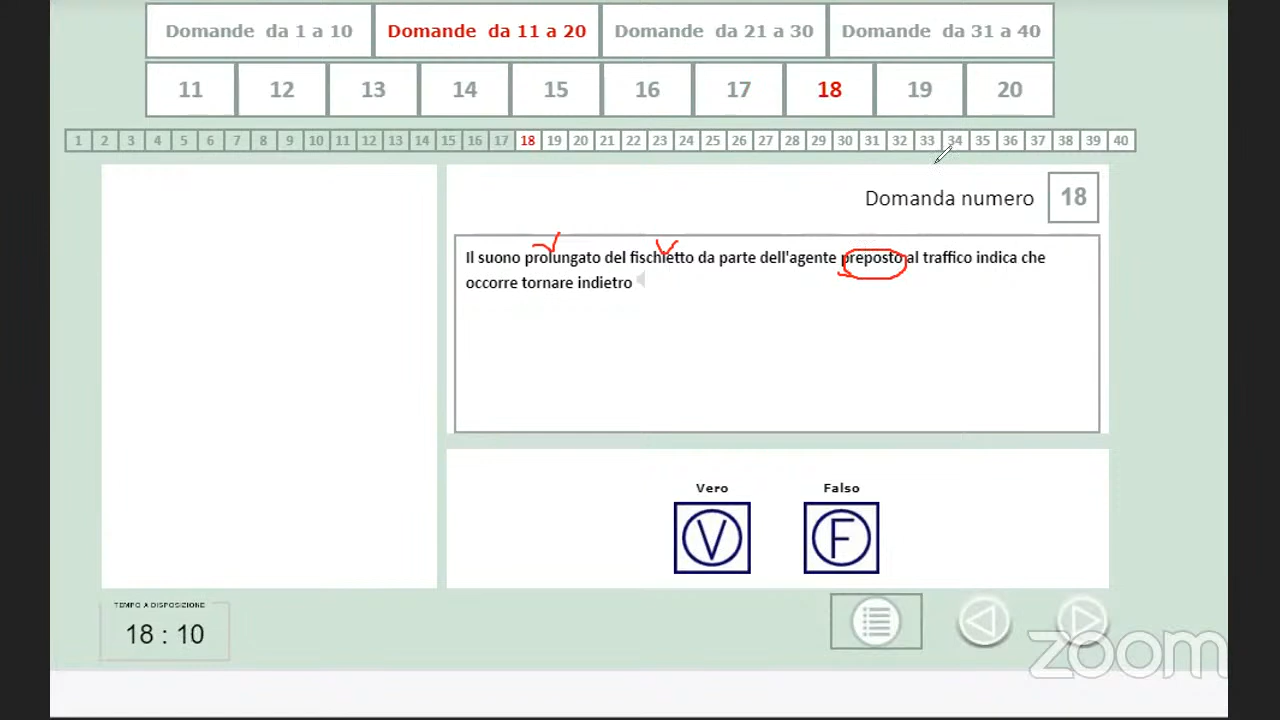 Domande da 1 a 10 Domande da 11 a 20 Domande da 21 a 30 Domande da 31 a 40
11 12 13 14 15 16 17 18 19 20
1 2 3 4 5 6 7 8 9 10 11 12 13 14 15 16 17 18 19 20 21 22 23 24 25 26 27 28 29 30 31 32 33 34 35 36 37 38 39 40
Domanda numero 18
Il suono prolungato del fischietto da parte dell'agente preposto al traffico indica che
occorre tornare indietro
Vero Falso
V F
TEMPO A DISPOSIZIONE
18 : 10
zoom